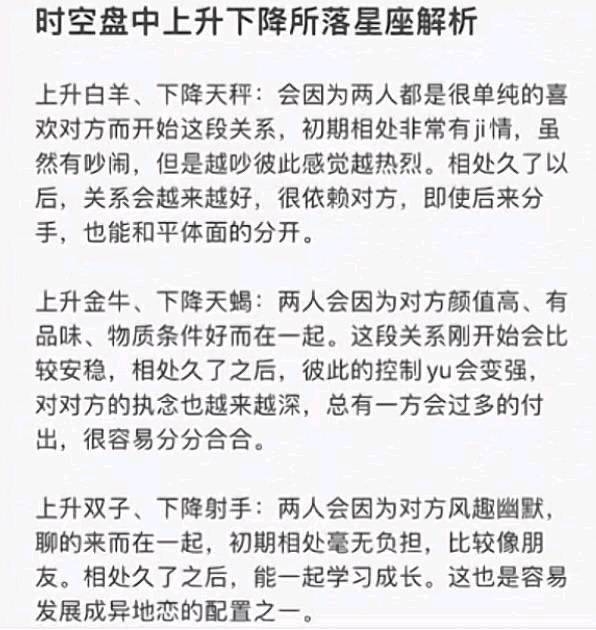 时空盘中上升下降所落星座解析
上升白羊、下降天秤：会因为两人都是很单纯的喜
欢对方而开始这段关系，初期相处非常有ji情，虽
然有吵闹，但是越吵彼此感觉越热烈。相处久了以
后，关系会越来越好，很依赖对方，即使后来分
手，也能和平体面的分开。
上升金牛、下降天蝎：两人会因为对方颜值高、有
品味、物质条件好而在一起。这段关系刚开始会比
较安稳，相处久了之后，彼此的控制yu会变强，
对对方的执念也越来越深，总有一方会过多的付
出，很容易分分合合。
上升双子、下降射手：两人会因为对方风趣幽默，
聊的来而在一起，初期相处毫无负担，比较像朋
友。相处久了之后，能一起学习成长。这也是容易
发展成异地恋的配置之一。